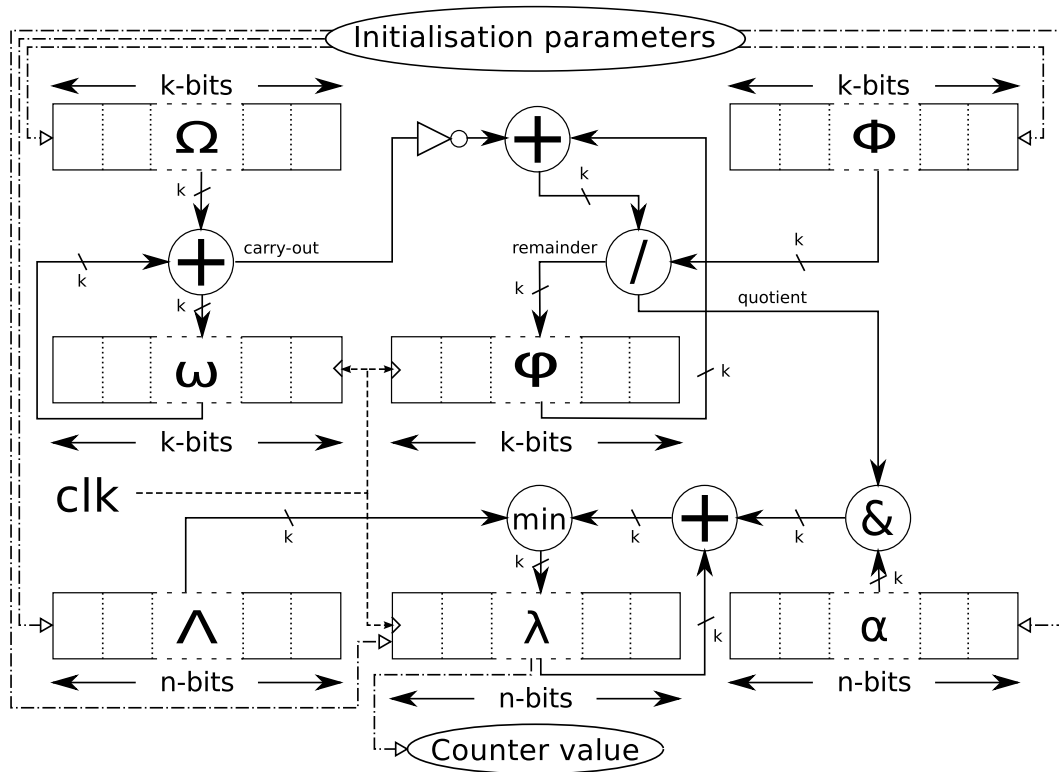 Initialisation parameters
k-bits
k-bits
Ω
+
Φ
k
k
k
+
carry-out
remainder
/
k
k
k
quotient
ω
φ
k
k-bits
k-bits
clk
min
+
&
k
k
k
k
k
k
Λ
λ
α
n-bits
n-bits
n-bits
Counter value